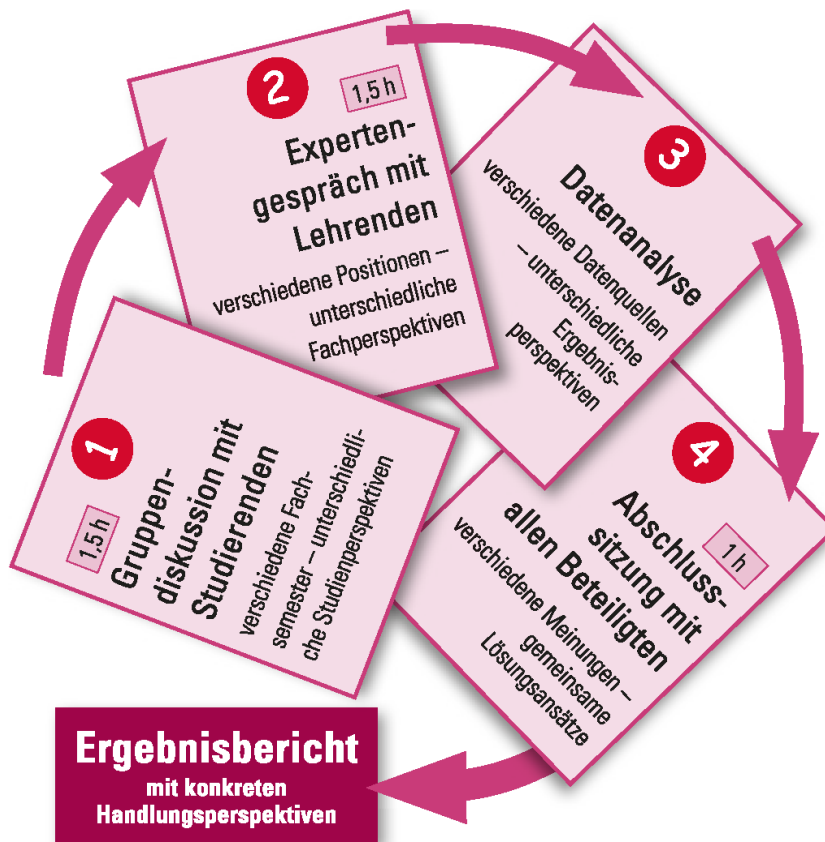 1
1.5 h
Gruppen-
diskussion mit
Studierenden
verschiedene Fach-
semester – unterschiedli-
che Studienperspektiven
2
1,5 h
Experten-
gespräch mit
Lehrenden
verschiedene Positionen –
unterschiedliche
Fachperspektiven
3
Datenanalyse
verschiedene Datenquellen
– unterschiedliche
Ergebnis-
perspektiven
4
1 h
Abschluss-
sitzung mit
allen Beteiligten
verschiedene Meinungen –
gemeinsame
Lösungsansätze
Ergebnisbericht
mit konkreten
Handlungsperspektiven